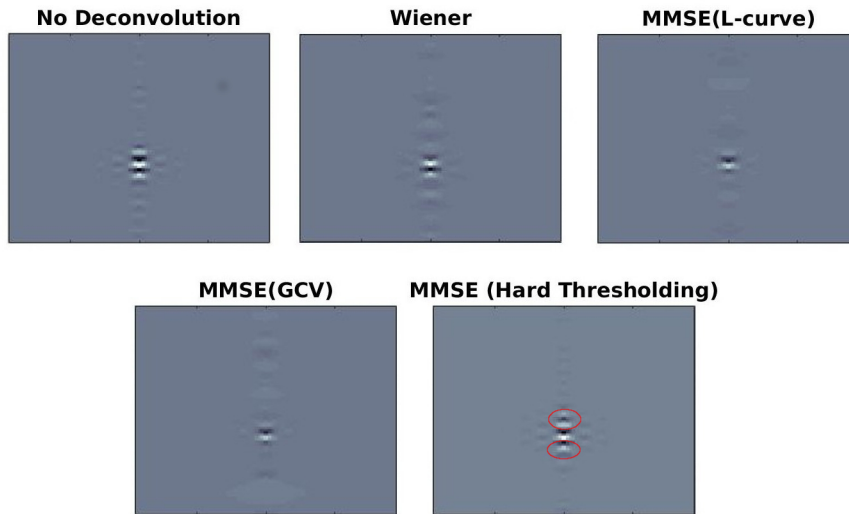 No Deconvolution
Wiener
MMSE(L-curve)
MMSE(GCV)
MMSE (Hard Thresholding)